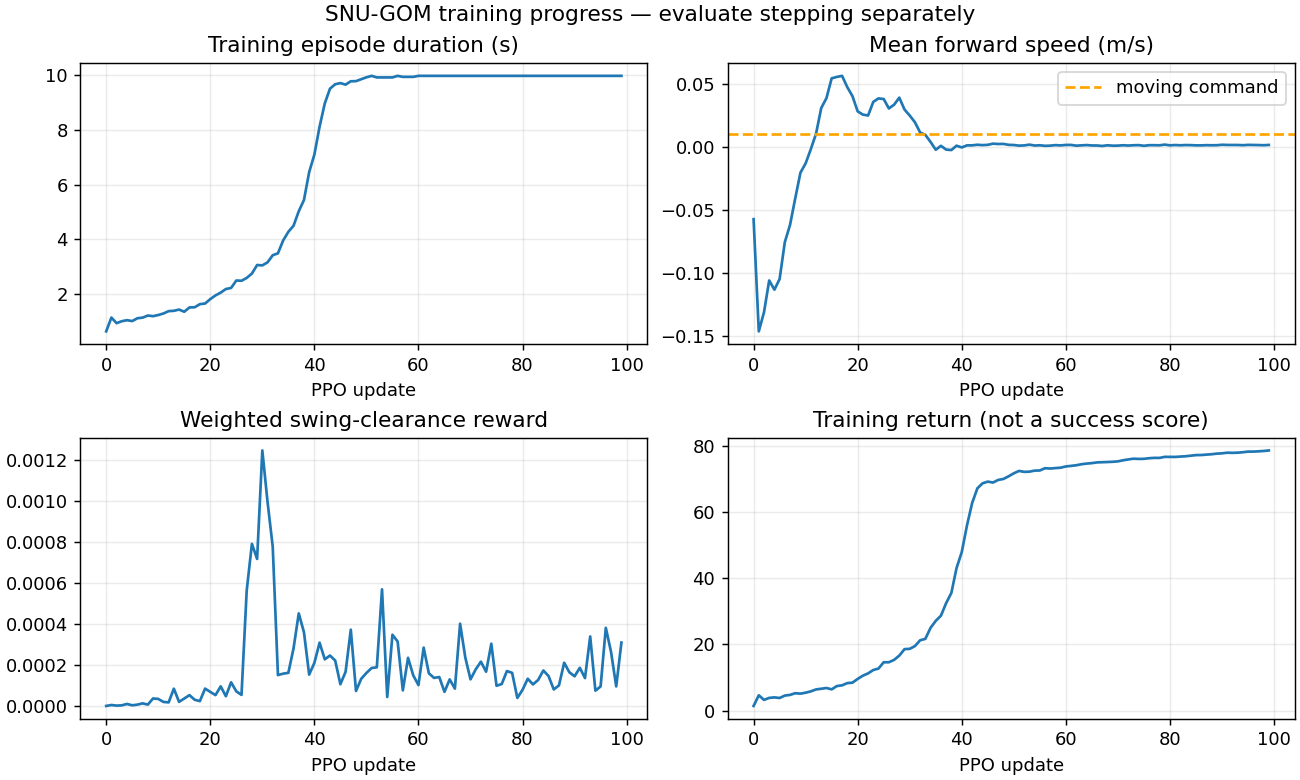 SNU-GOM training progress — evaluate stepping separately
Training episode duration (s)
10
8
6
4
2
0 20 40 60 80 100
PPO update
Mean forward speed (m/s)
moving command
0.05
0.00
−0.05
−0.10
−0.15
0 20 40 60 80 100
PPO update
Weighted swing-clearance reward
0.0012
0.0010
0.0008
0.0006
0.0004
0.0002
0.0000
0 20 40 60 80 100
PPO update
Training return (not a success score)
80
60
40
20
0
0 20 40 60 80 100
PPO update